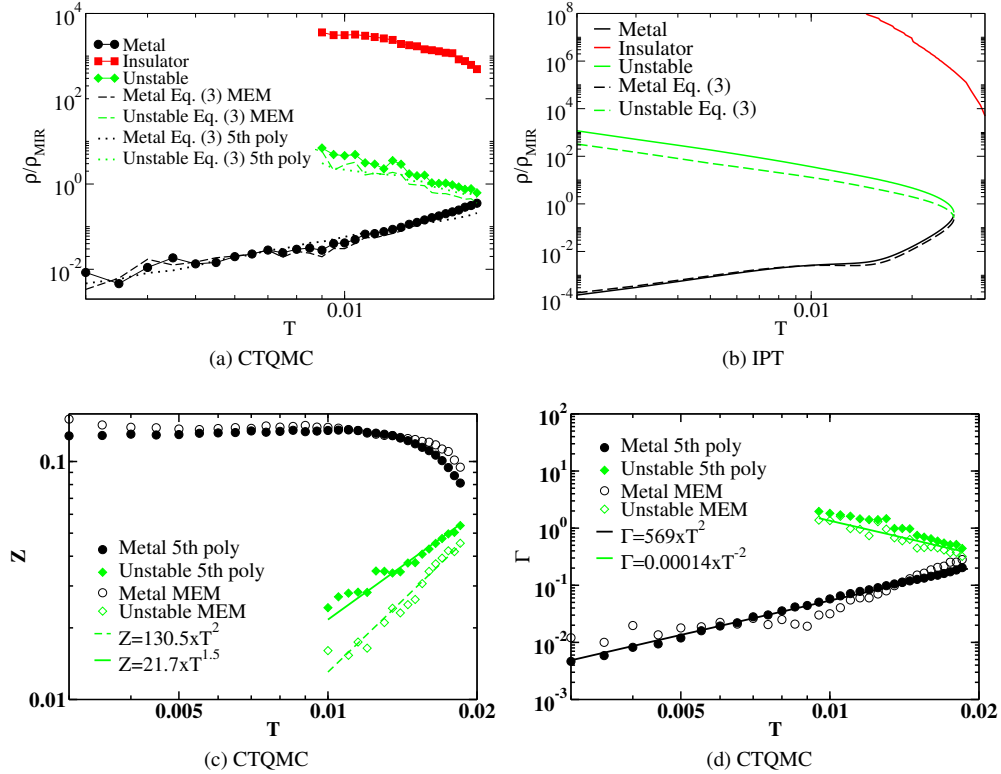 10^4
10^2
10^0
10^-2
ρ/ρ_MIR
Metal
Insulator
Unstable
Metal Eq. (3) MEM
Unstable Eq. (3) MEM
Metal Eq. (3) 5th poly
Unstable Eq. (3) 5th poly
0.01
T
(a) CTQMC
10^8
10^6
10^4
10^2
10^0
10^-2
10^-4
ρ/ρ_MIR
Metal
Insulator
Unstable
Metal Eq. (3)
Unstable Eq. (3)
0.01
T
(b) IPT
0.1
0.01
Z
Metal 5th poly
Unstable 5th poly
Metal MEM
Unstable MEM
Z=130.5xT^2
Z=21.7xT^1.5
0.005
0.01
0.02
T
(c) CTQMC
10^2
10^1
10^0
10^-1
10^-2
10^-3
Γ
Metal 5th poly
Unstable 5th poly
Metal MEM
Unstable MEM
Γ=569xT^2
Γ=0.00014xT^-2
0.01
0.02
T
(d) CTQMC